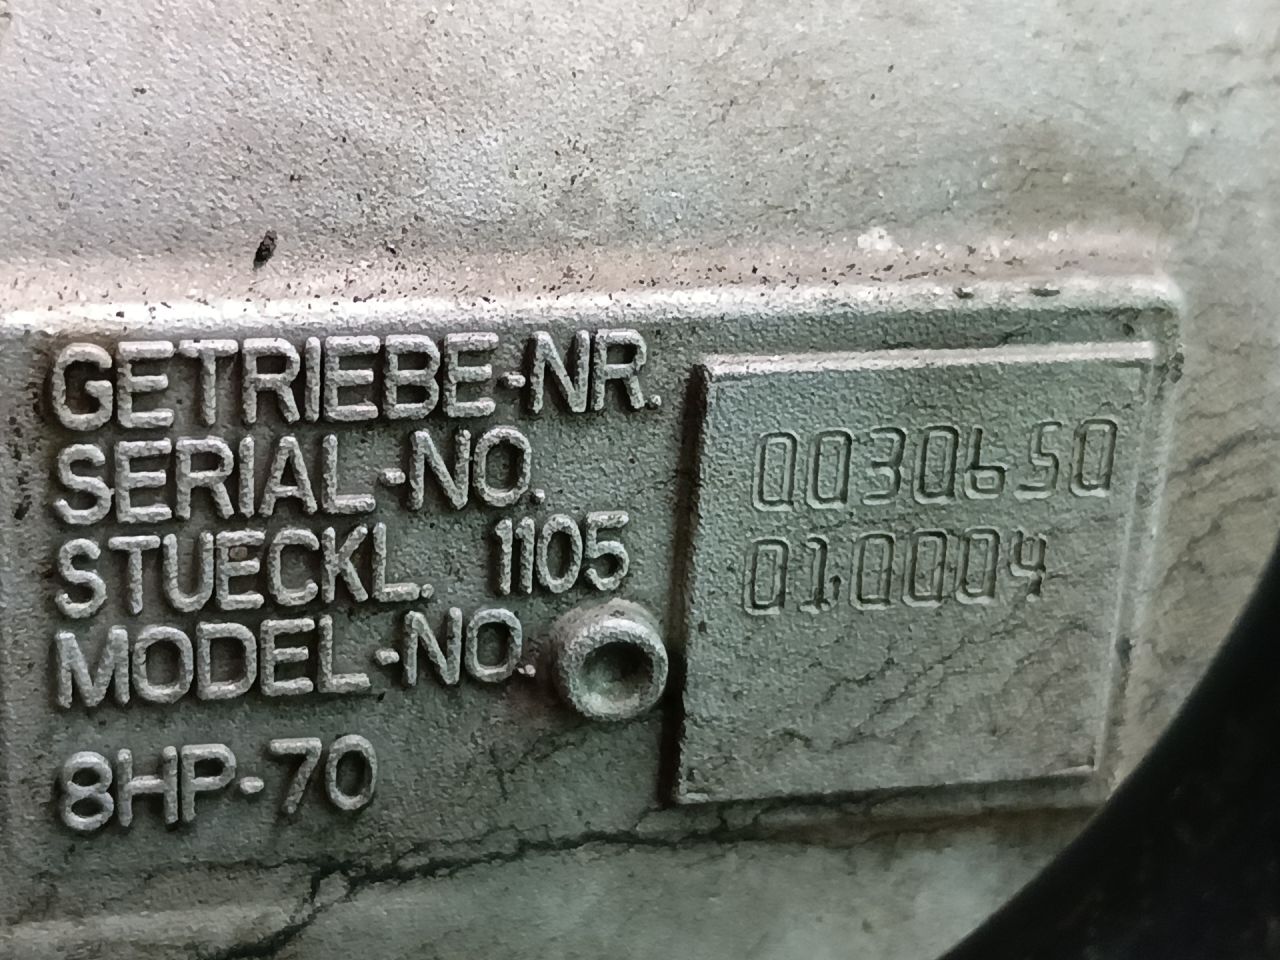 GETRIEBE-NR.
SERIAL-NO. 0030650
STUECKL. 1105 010004
MODEL-NO.
8HP-70